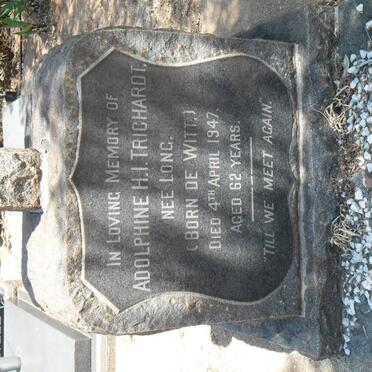 IN LOVING MEMORY OF
ADOLPHINE H.I. TRICHARDT
NEE LONG.
(BORN DE WITT.)
DIED 4TH APRIL 1947,
AGED 62 YEARS.
"TILL WE MEET AGAIN."